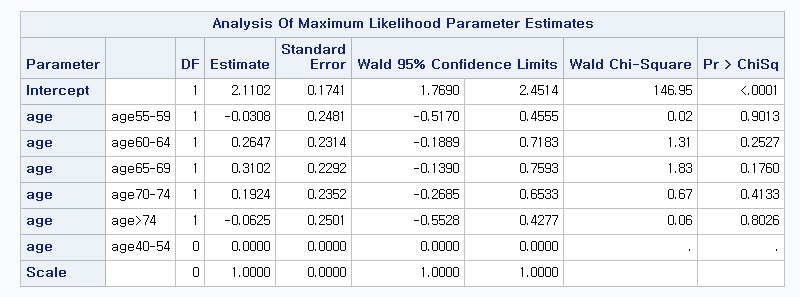 Analysis Of Maximum Likelihood Parameter Estimates
Parameter DF Estimate Standard Error Wald 95% Confidence Limits Wald Chi-Square Pr > ChiSq
Intercept 1 2.1102 0.1741 1.7690 2.4514 146.95 <.0001
age age55-59 1 -0.0308 0.2481 -0.5170 0.4555 0.02 0.9013
age age60-64 1 0.2647 0.2314 -0.1889 0.7183 1.31 0.2527
age age65-69 1 0.3102 0.2292 -0.1390 0.7593 1.83 0.1760
age age70-74 1 0.1924 0.2352 -0.2685 0.6533 0.67 0.4133
age age>74 1 -0.0625 0.2501 -0.5528 0.4277 0.06 0.8026
age age40-54 0 0.0000 0.0000 0.0000 0.0000 . .
Scale 0 1.0000 0.0000 1.0000 1.0000